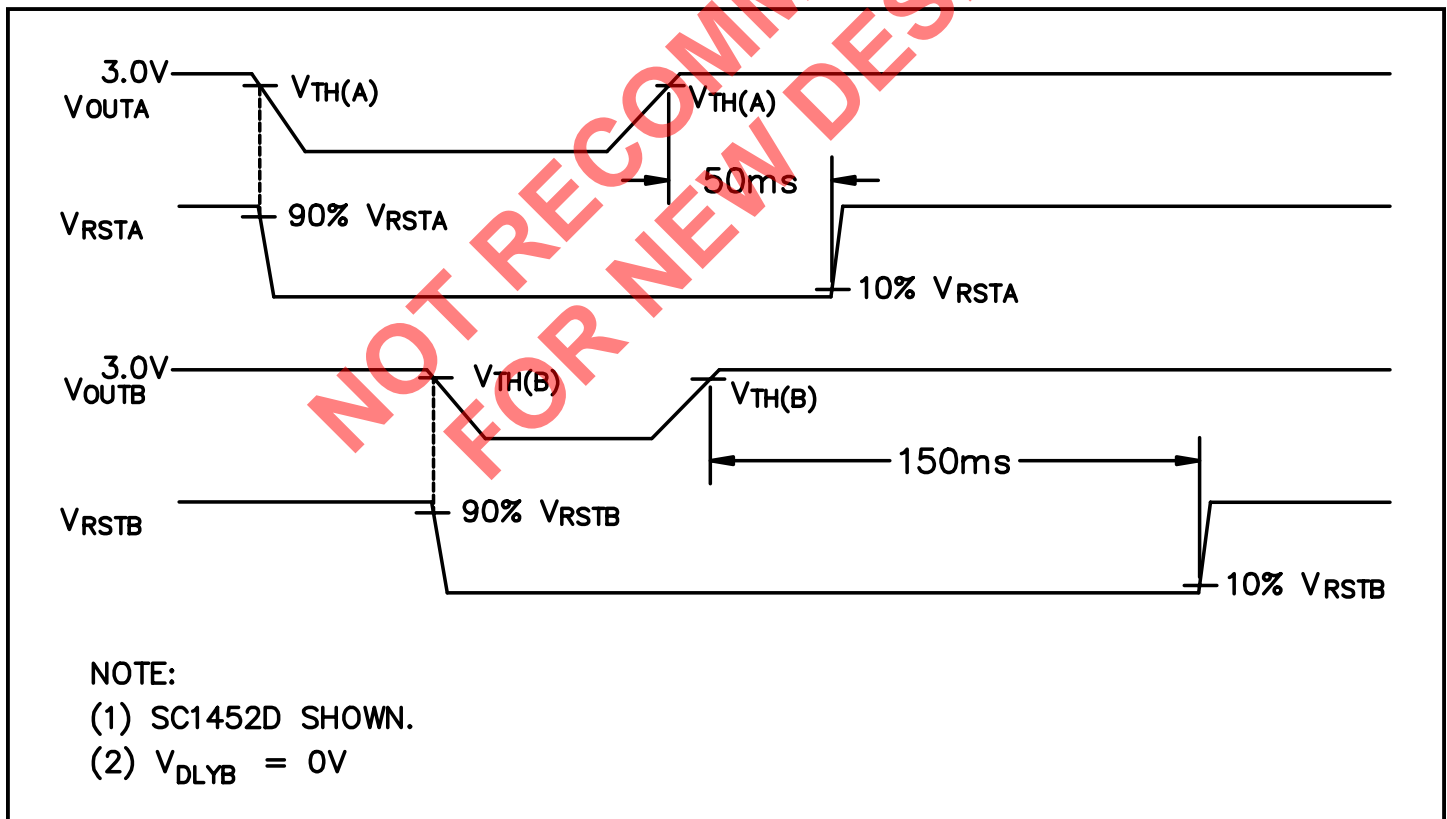 NOT RECOMM
FOR NEW DES
3.0V
VOUTA
VTH(A)
VTH(A)
50ms
VRSTA
90% VRSTA
10% VRSTA
3.0V
VOUTB
VTH(B)
VTH(B)
150ms
VRSTB
90% VRSTB
10% VRSTB
NOTE:
(1) SC1452D SHOWN.
(2) VDLYB = 0V